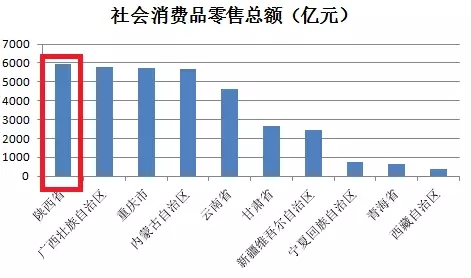 社会消费品零售总额（亿元）
7000
6000
5000
4000
3000
2000
1000
0
陕西省
广西壮族自治区
重庆市
内蒙古自治区
云南省
甘肃省
新疆维吾尔自治区
宁夏回族自治区
青海省
西藏自治区